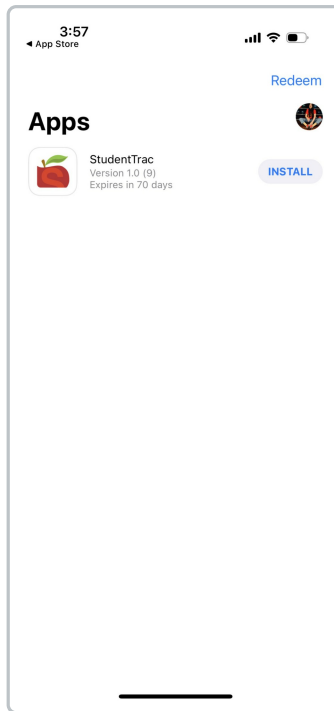 3:57
◀ App Store
Redeem
Apps
StudentTrac
Version 1.0 (9)
Expires in 70 days
INSTALL